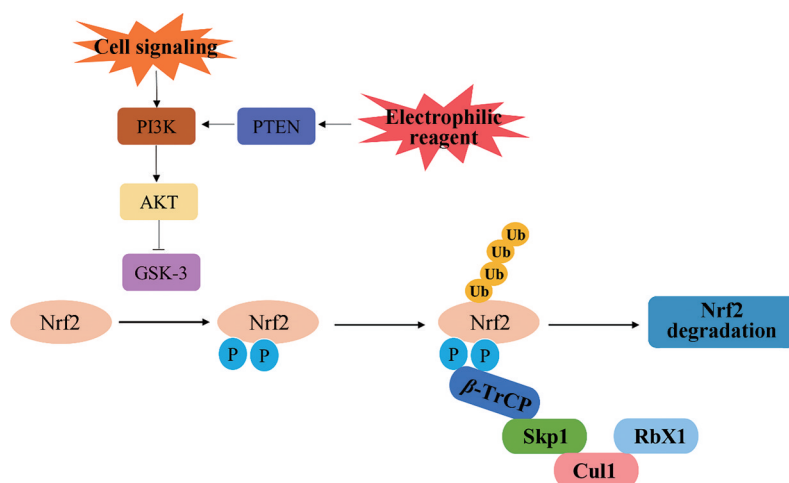 Cell signaling
PI3K
PTEN
Electrophilic
reagent
AKT
GSK-3
Ub
Ub
Ub
Ub
Nrf2
Nrf2
Nrf2
Nrf2
degradation
P
P
P
P
β-TrCP
Skp1
RbX1
Cul1